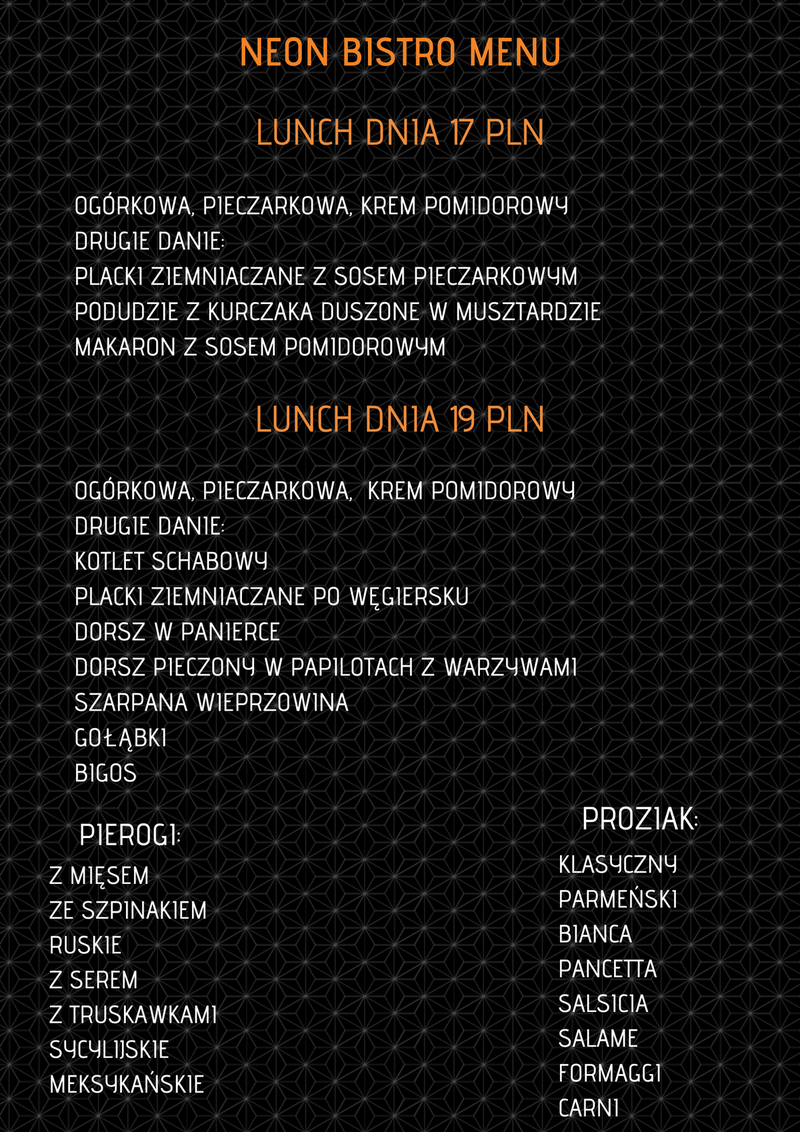 NEON BISTRO MENU
LUNCH DNIA 17 PLN
OGÓRKOWA, PIECZARKOWA, KREM POMIDOROWY
DRUGIE DANIE:
PLACKI ZIEMNIACZANE Z SOSEM PIECZARKOWYM
PODUDZIE Z KURCZAKA DUSZONE W MUSZTARDZIE
MAKARON Z SOSEM POMIDOROWYM
LUNCH DNIA 19 PLN
OGÓRKOWA, PIECZARKOWA, KREM POMIDOROWY
DRUGIE DANIE:
KOTLET SCHABOWY
PLACKI ZIEMNIACZANE PO WĘGIERSKU
DORSZ W PANIERCE
DORSZ PIECZONY W PAPILOTACH Z WARZYWAMI
SZARPANA WIEPRZOWINA
GOŁĄBKI
BIGOS
PIEROGI:
Z MIĘSEM
ZE SZPINAKIEM
RUSKIE
Z SEREM
Z TRUSKAWKAMI
SYCYLIJSKIE
MEKSYKAŃSKIE
PROZIAK:
KLASYCZNY
PARMEŃSKI
BIANCA
PANCETTA
SALSICIA
SALAME
FORMAGGI
CARNI